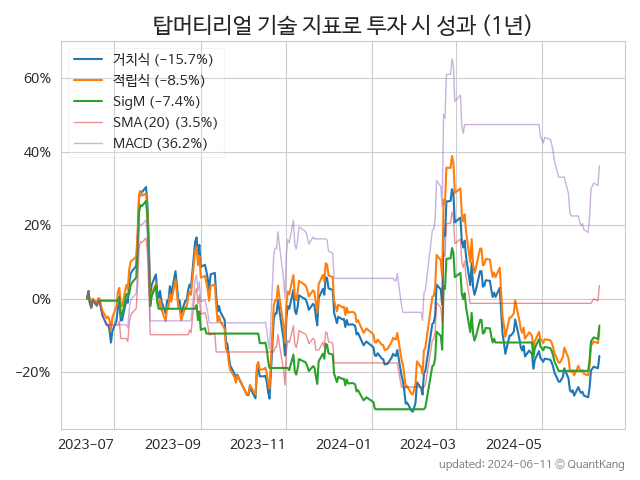 탑머티리얼 기술 지표로 투자 시 성과 (1년)
거치식 (−15.7%)
적립식 (−8.5%)
SigM (−7.4%)
SMA(20) (3.5%)
MACD (36.2%)
60%
40%
20%
0%
−20%
2023-07 2023-09 2023-11 2024-01 2024-03 2024-05
updated: 2024-06-11 © QuantKang